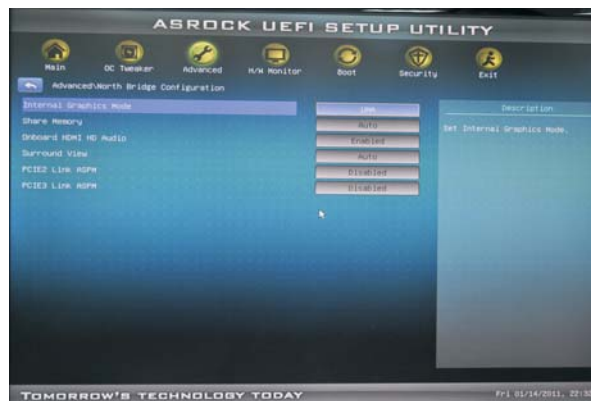 ASROCK UEFI SETUP UTILITY
Main OC Tweaker Advanced H/W Monitor Boot Security Exit
Advanced\North Bridge Configuration
Internal Graphics Mode UMA
Share Memory Auto
Onboard HDMI HD Audio Enabled
Surround View Auto
PCIE2 Link ASPM Disabled
PCIE3 Link ASPM Disabled
Description
Set Internal Graphics Mode.
TOMORROW'S TECHNOLOGY TODAY
Fri 01/14/2011,